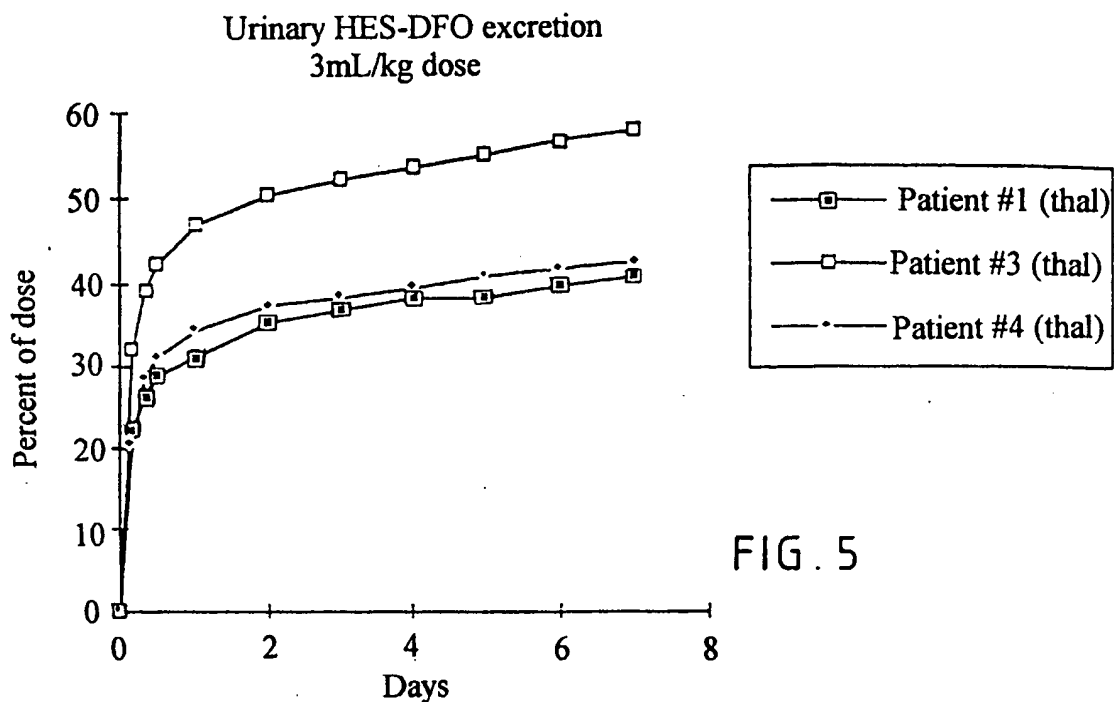 Urinary HES-DFO excretion
3mL/kg dose
Percent of dose
60
50
40
30
20
10
0
0
2
4
6
8
Days
Patient #1 (thal)
Patient #3 (thal)
Patient #4 (thal)
FIG. 5